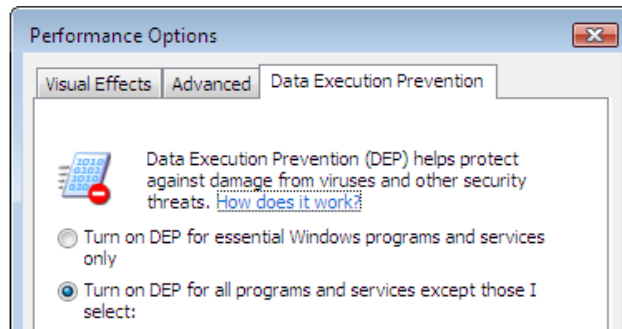 Performance Options
Visual Effects Advanced Data Execution Prevention
Data Execution Prevention (DEP) helps protect
against damage from viruses and other security
threats. How does it work?
Turn on DEP for essential Windows programs and services
only
Turn on DEP for all programs and services except those I
select: